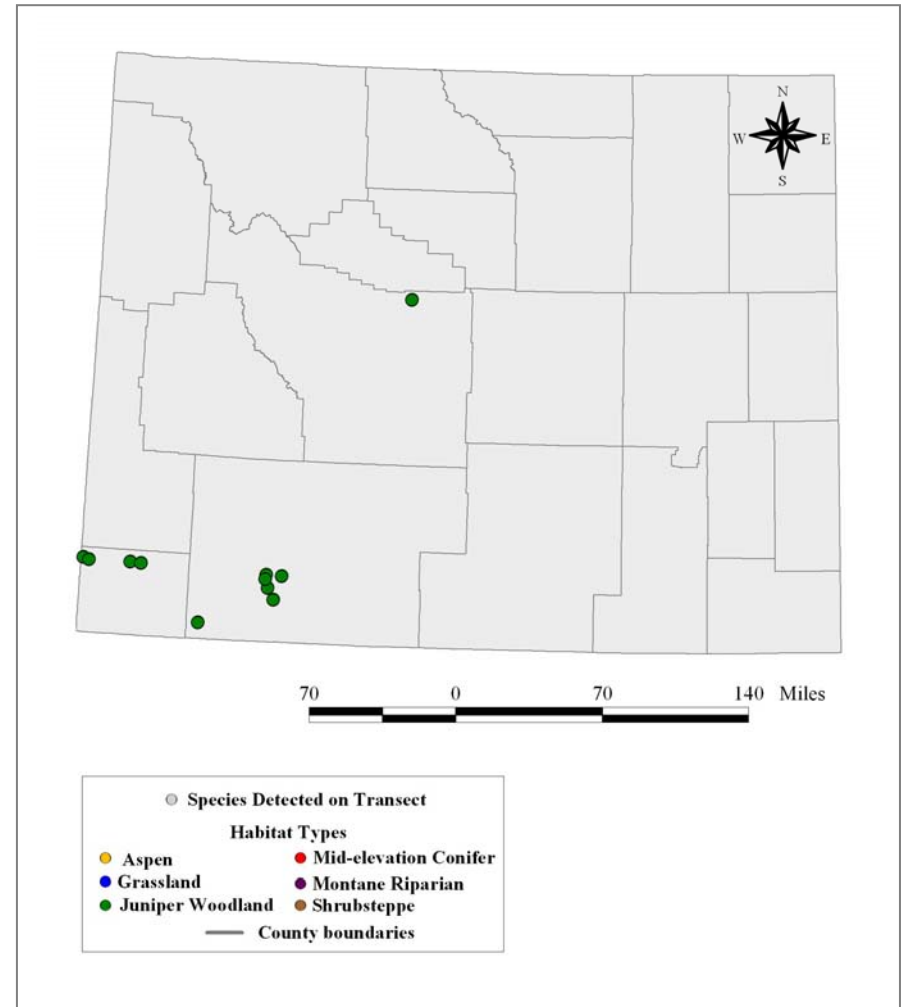 N
W E
S
70 0 70 140 Miles
Species Detected on Transect
Habitat Types
Aspen Mid-elevation Conifer
Grassland Montane Riparian
Juniper Woodland Shrubsteppe
County boundaries